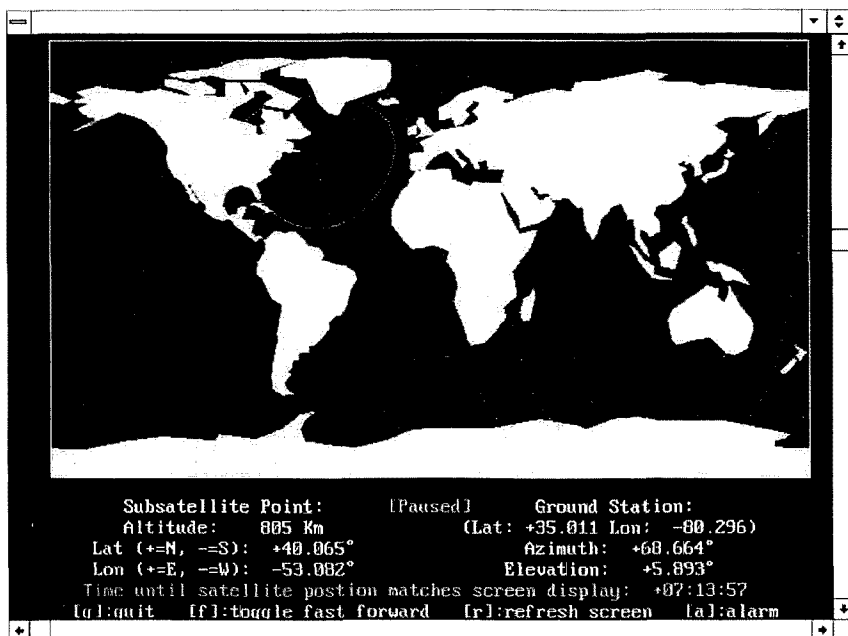 Subsatellite Point: [Paused] Ground Station:
Altitude: 805 Km (Lat: +35.011 Lon: -80.296)
Lat (+=N, -=S): +40.065° Azimuth: +68.664°
Lon (+=E, -=W): -53.082° Elevation: +5.893°
Time until satellite postion matches screen display: +07:13:57
[q]:quit [f]:toggle fast forward [r]:refresh screen [a]:alarm